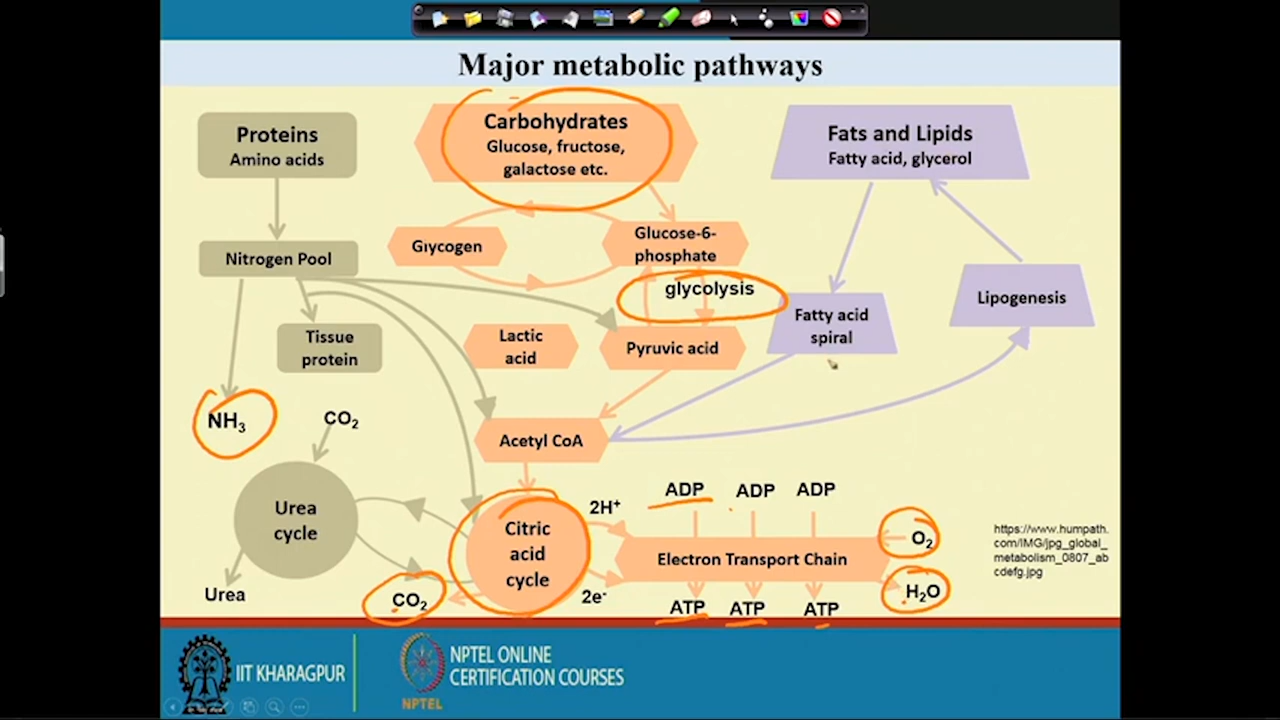 Major metabolic pathways
Proteins
Amino acids
Carbohydrates
Glucose, fructose,
galactose etc.
Fats and Lipids
Fatty acid, glycerol
Nitrogen Pool
Glycogen
Glucose-6-
phosphate
glycolysis
Lipogenesis
Fatty acid
spiral
Tissue
protein
Lactic
acid
Pyruvic acid
NH3
CO2
Acetyl CoA
Urea
cycle
Citric
acid
cycle
2H+
2e-
ADP
ADP
ADP
Electron Transport Chain
O2
H2O
ATP
ATP
ATP
Urea
CO2
https://www.humpath.
com/IMG/jpg_global_
metabolism_0807_ab
cdefg.jpg
IIT KHARAGPUR
NPTEL
NPTEL ONLINE
CERTIFICATION COURSES